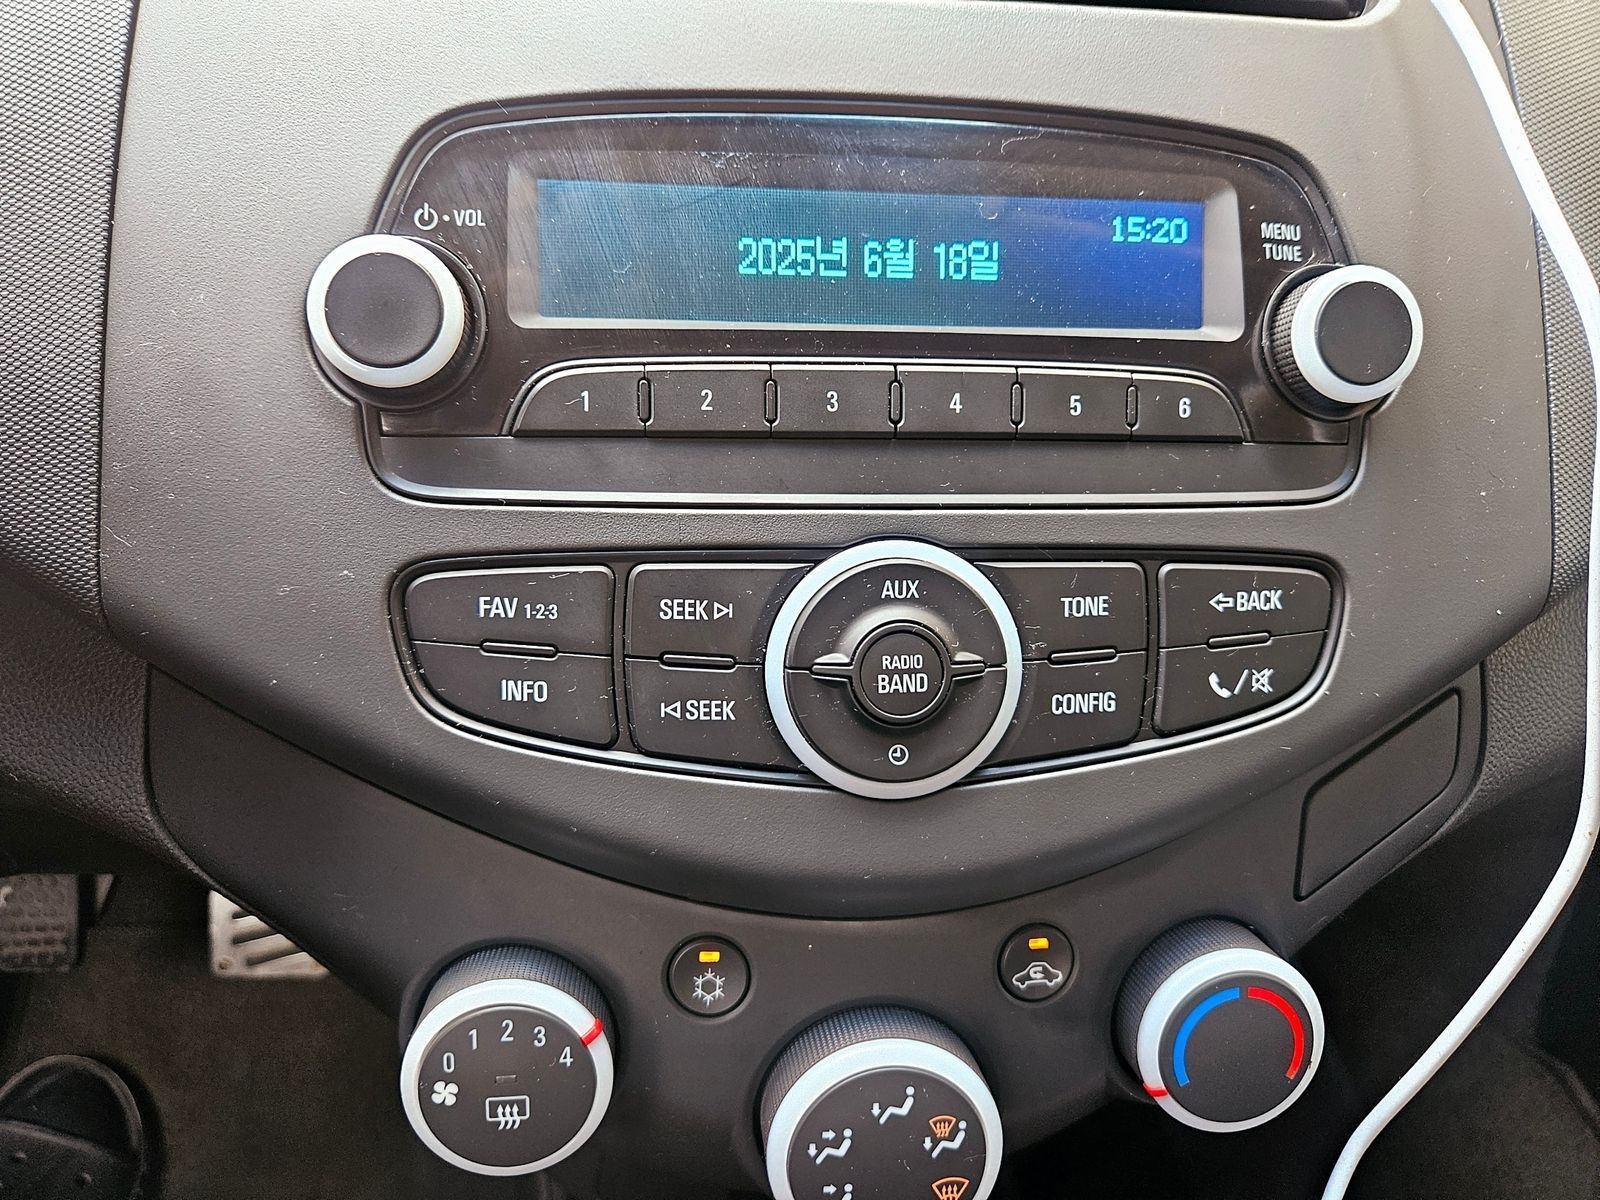 VOL
15:20
2025년 6월 18일
MENU
TUNE
1 2 3 4 5 6
FAV 1-2-3
SEEK
AUX
TONE
BACK
RADIO
BAND
INFO
SEEK
CONFIG
0 1 2 3 4